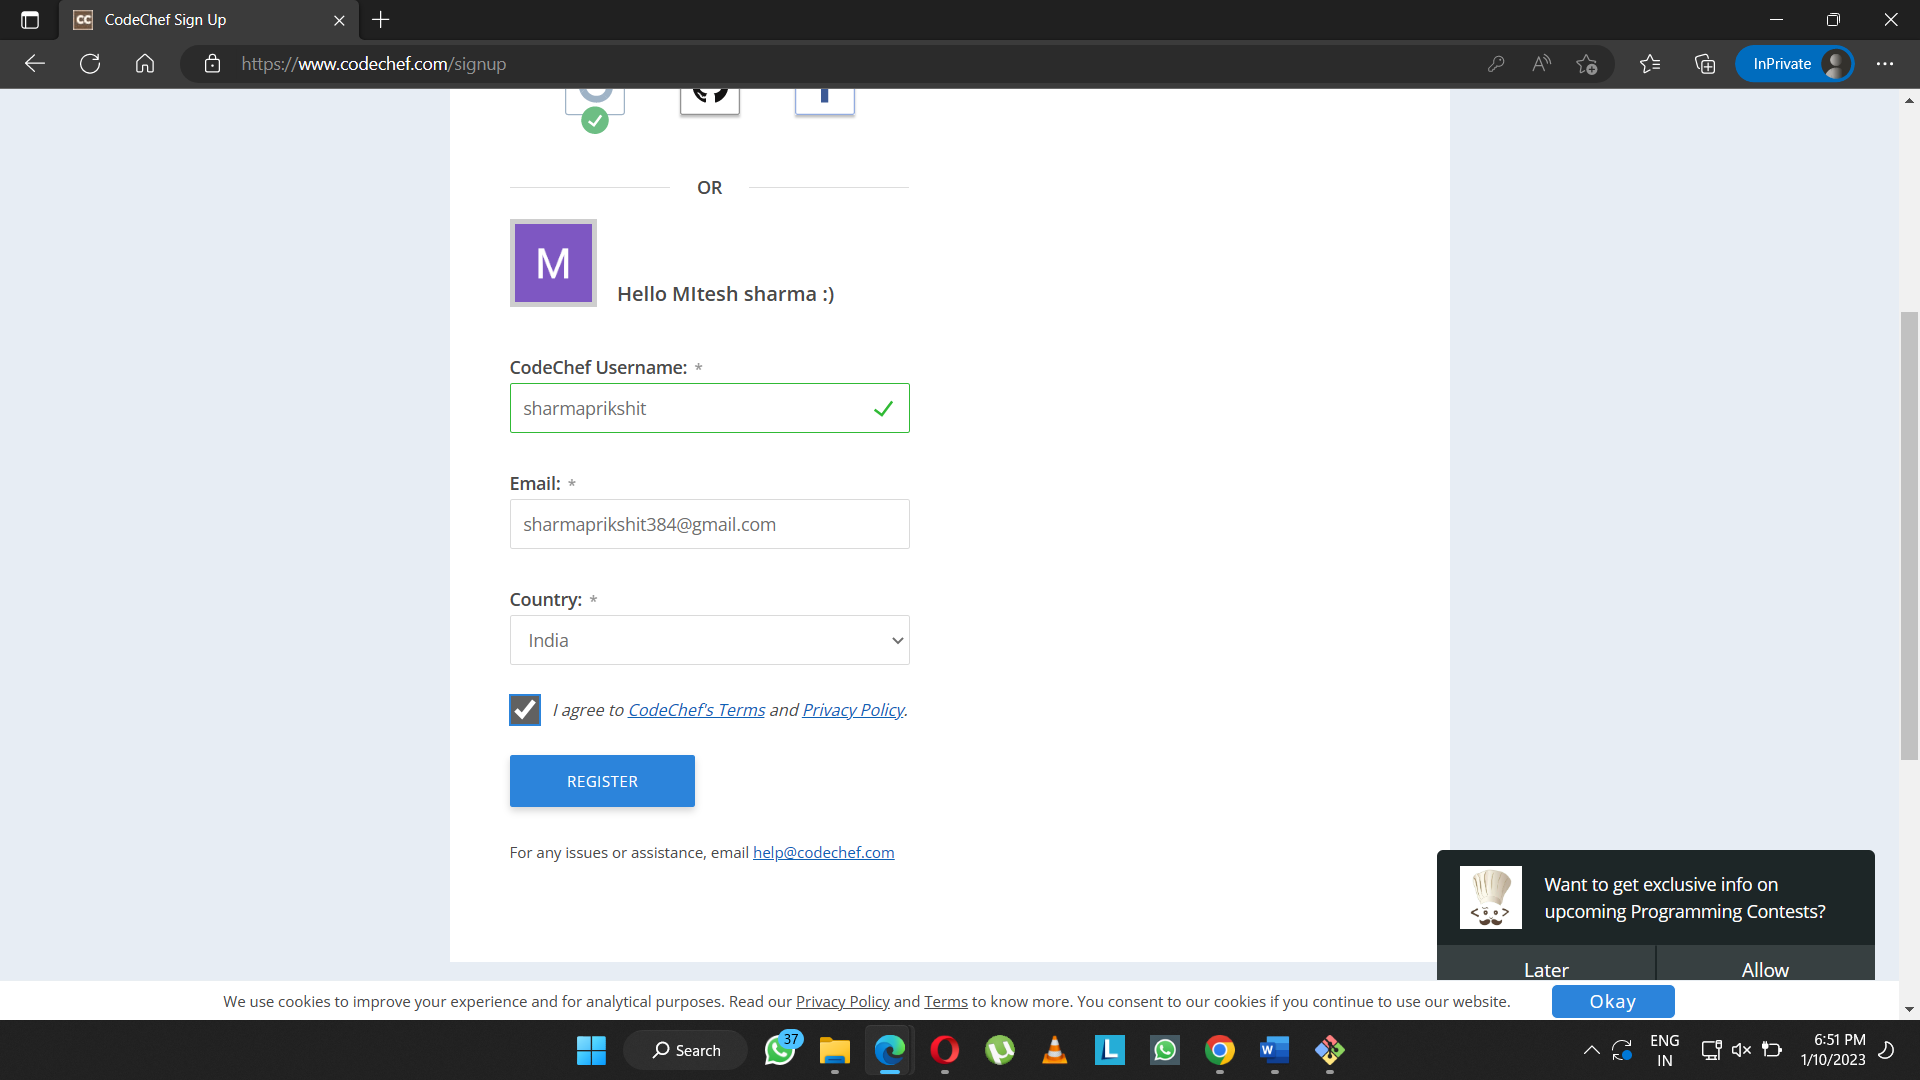 CodeChef Sign Up
https://www.codechef.com/signup
InPrivate
OR
M
Hello MItesh sharma :)
CodeChef Username: *
sharmaprikshit
Email: *
sharmaprikshit384@gmail.com
Country: *
India
I agree to CodeChef's Terms and Privacy Policy.
REGISTER
For any issues or assistance, email help@codechef.com
Want to get exclusive info on
upcoming Programming Contests?
Later Allow
We use cookies to improve your experience and for analytical purposes. Read our Privacy Policy and Terms to know more. You consent to our cookies if you continue to use our website. Okay
Search
37
ENG
IN
6:51 PM
1/10/2023